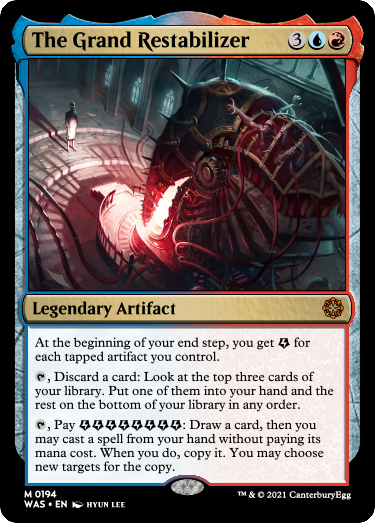 The Grand Restabilizer 3
Legendary Artifact
At the beginning of your end step, you get for
each tapped artifact you control.
, Discard a card: Look at the top three cards of
your library. Put one of them into your hand and the
rest on the bottom of your library in any order.
, Pay : Draw a card, then you
may cast a spell from your hand without paying its
mana cost. When you do, copy it. You may choose
new targets for the copy.
M 0194
WAS • EN HYUN LEE
™ & © 2021 CanterburyEgg